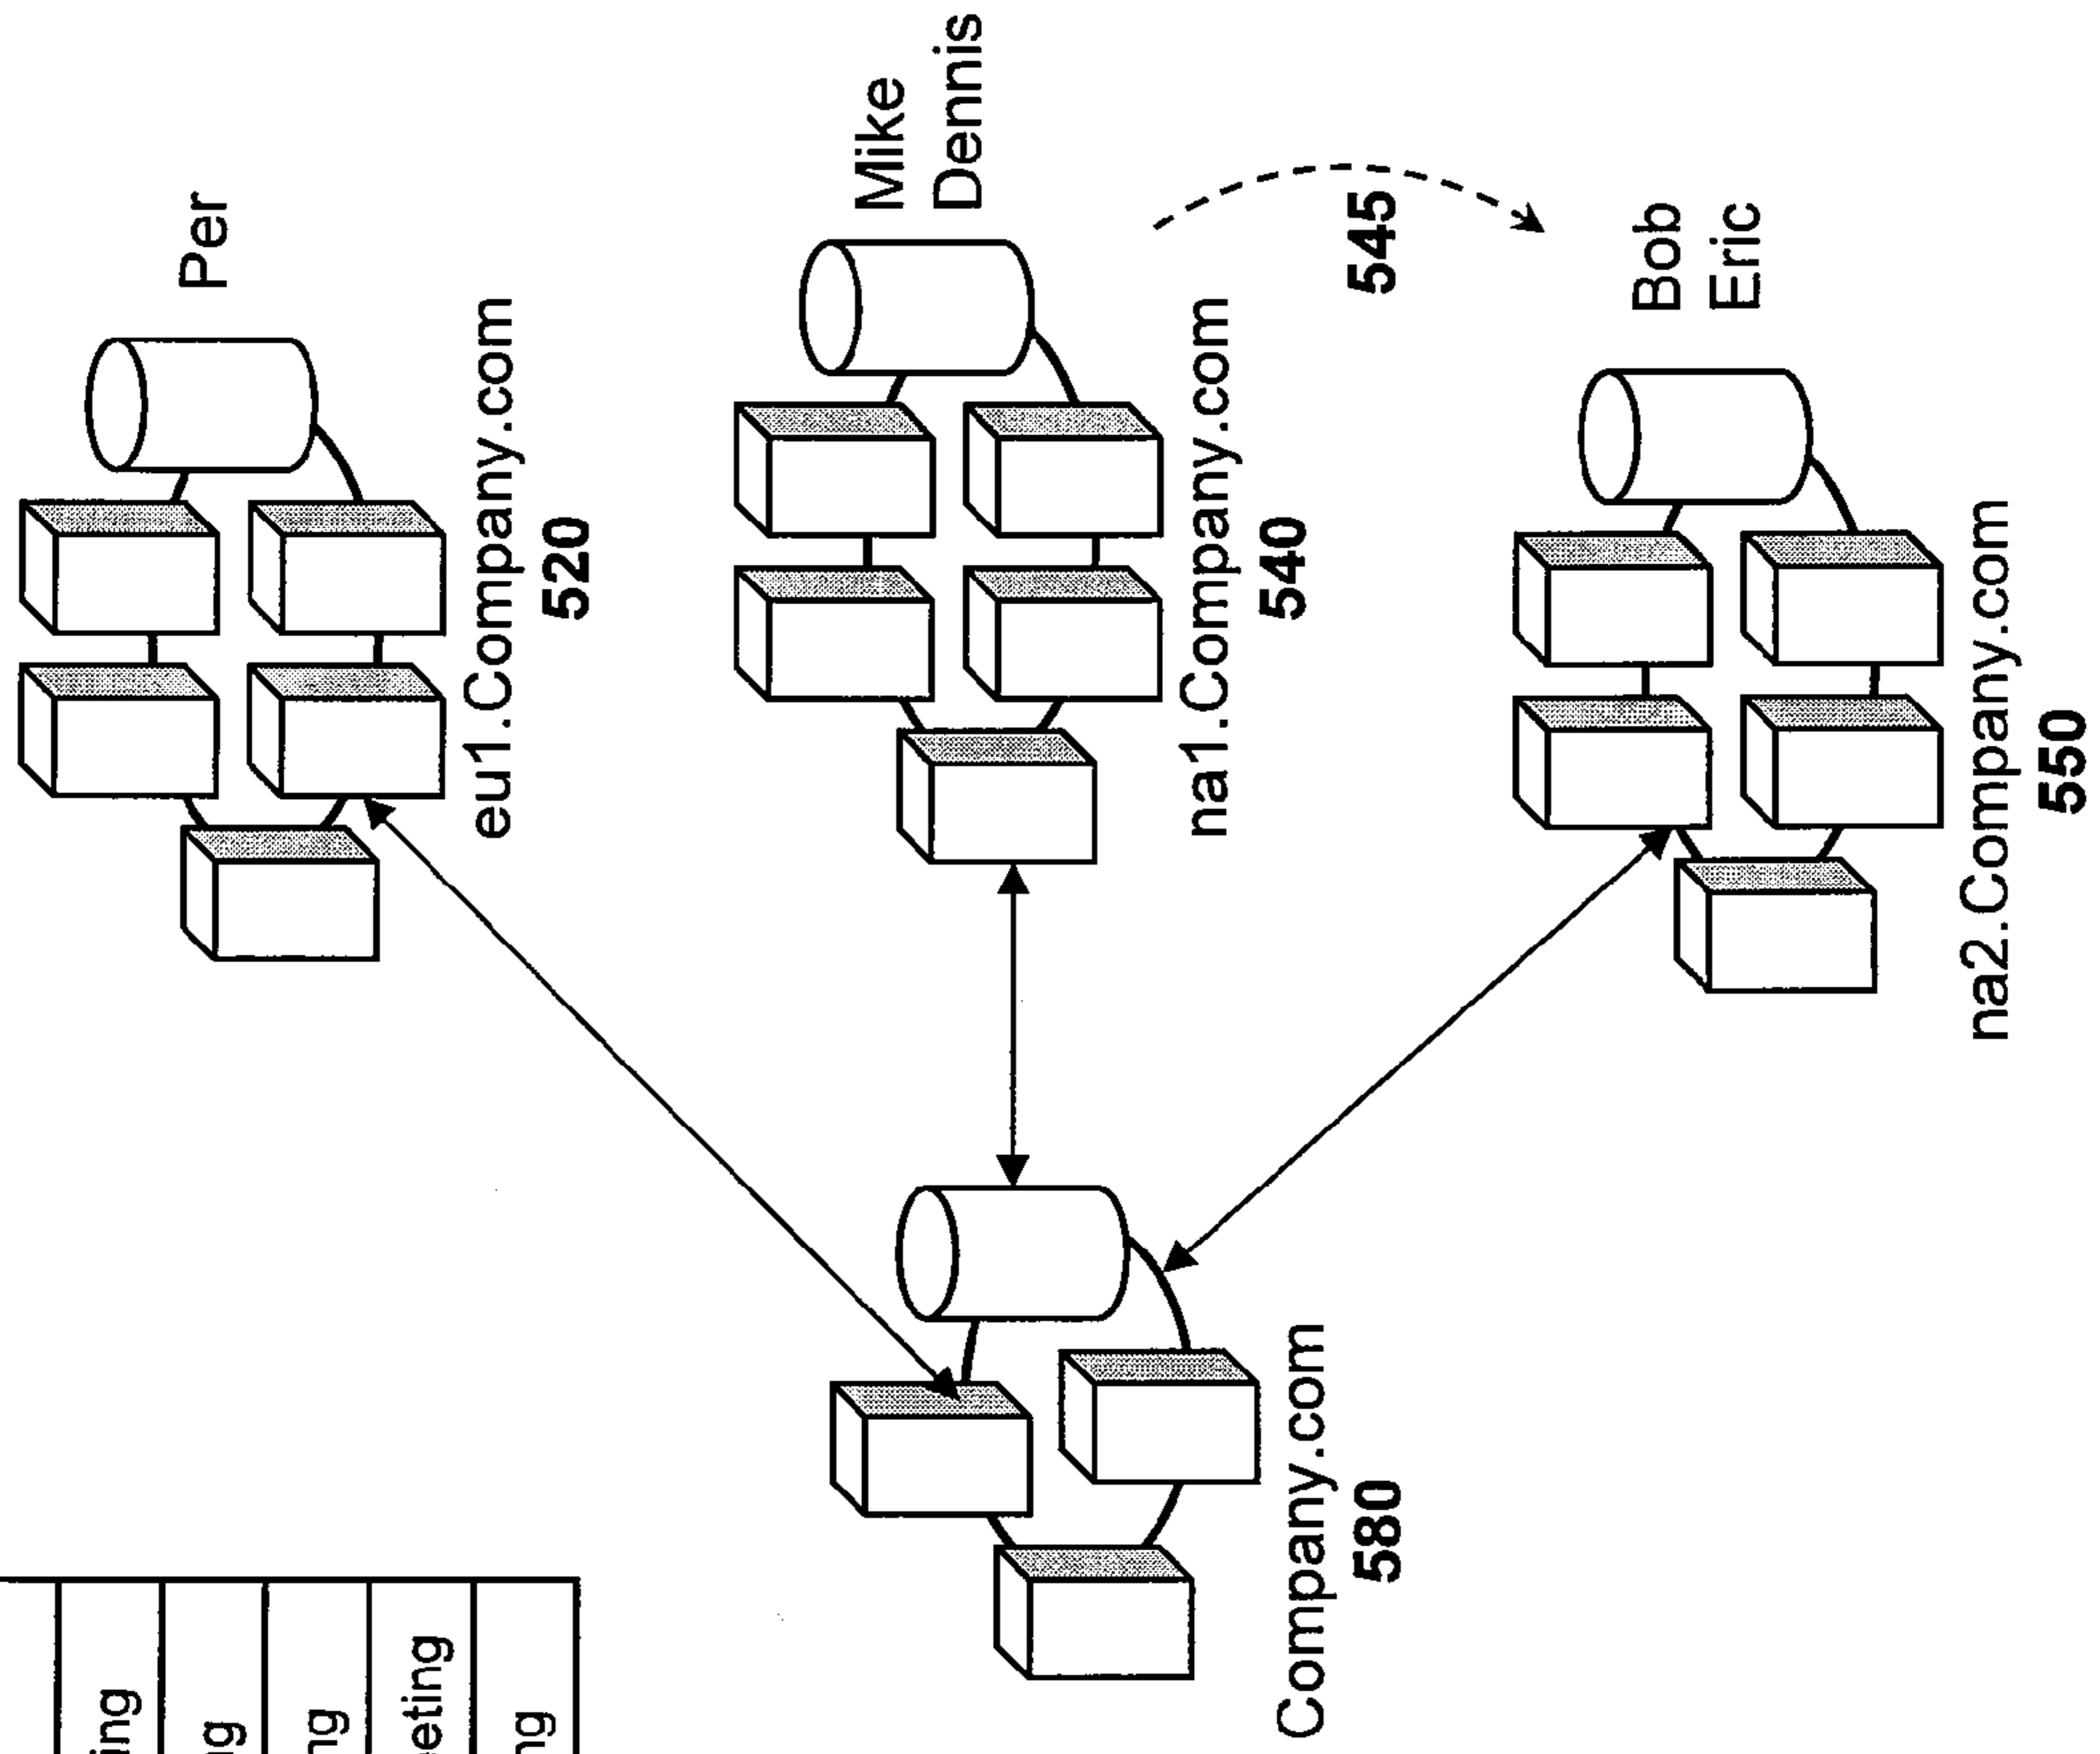 Per
eu1.Company.com
520
Mike
Dennis
na1.Company.com
540
545
Bob
Eric
na2.Company.com
550
Company.com
580